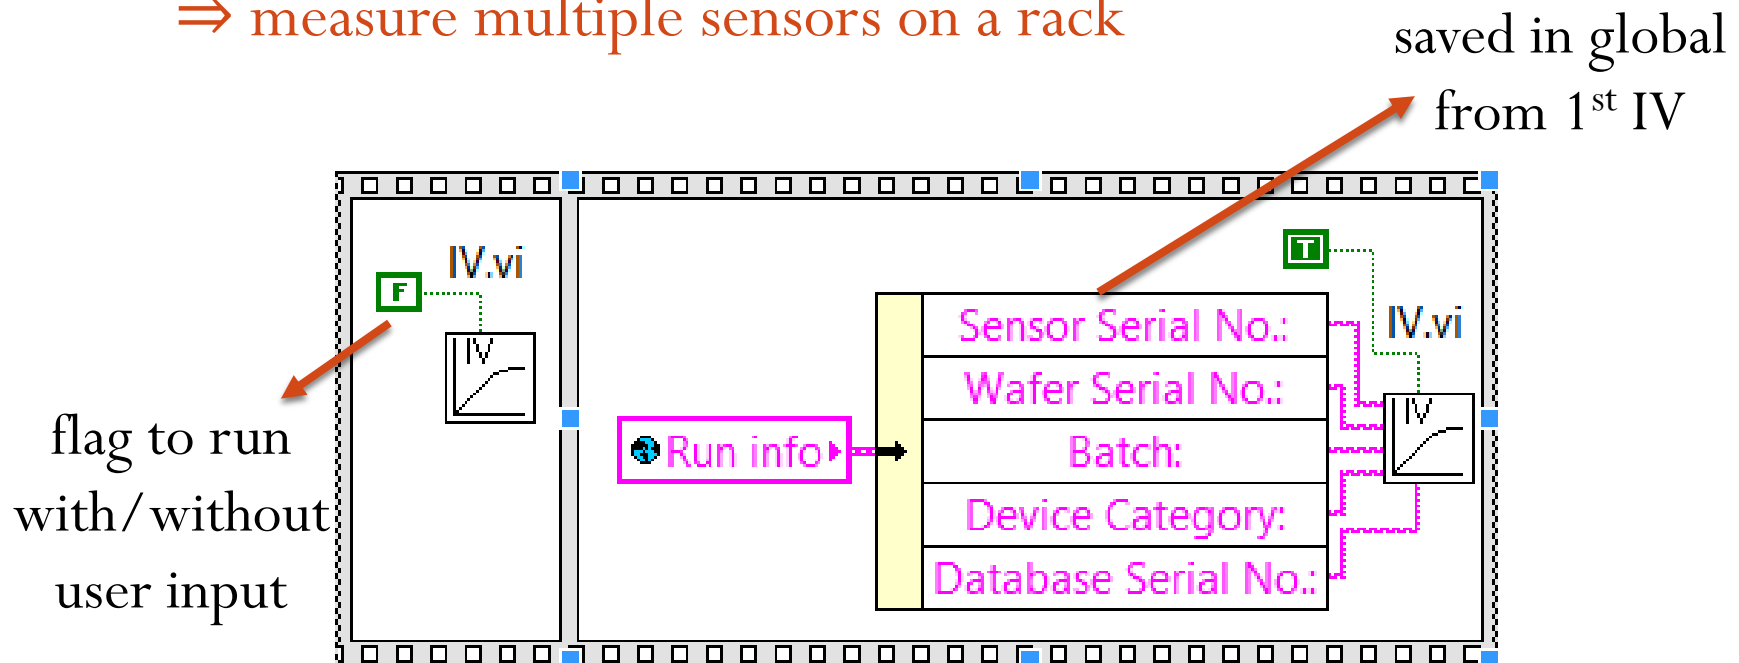 ⇒ measure multiple sensors on a rack
saved in global
from 1st IV
IV.vi
F
IV
flag to run
with/without
user input
T
IV.vi
IV
Run info
Sensor Serial No.:
Wafer Serial No.:
Batch:
Device Category:
Database Serial No.: